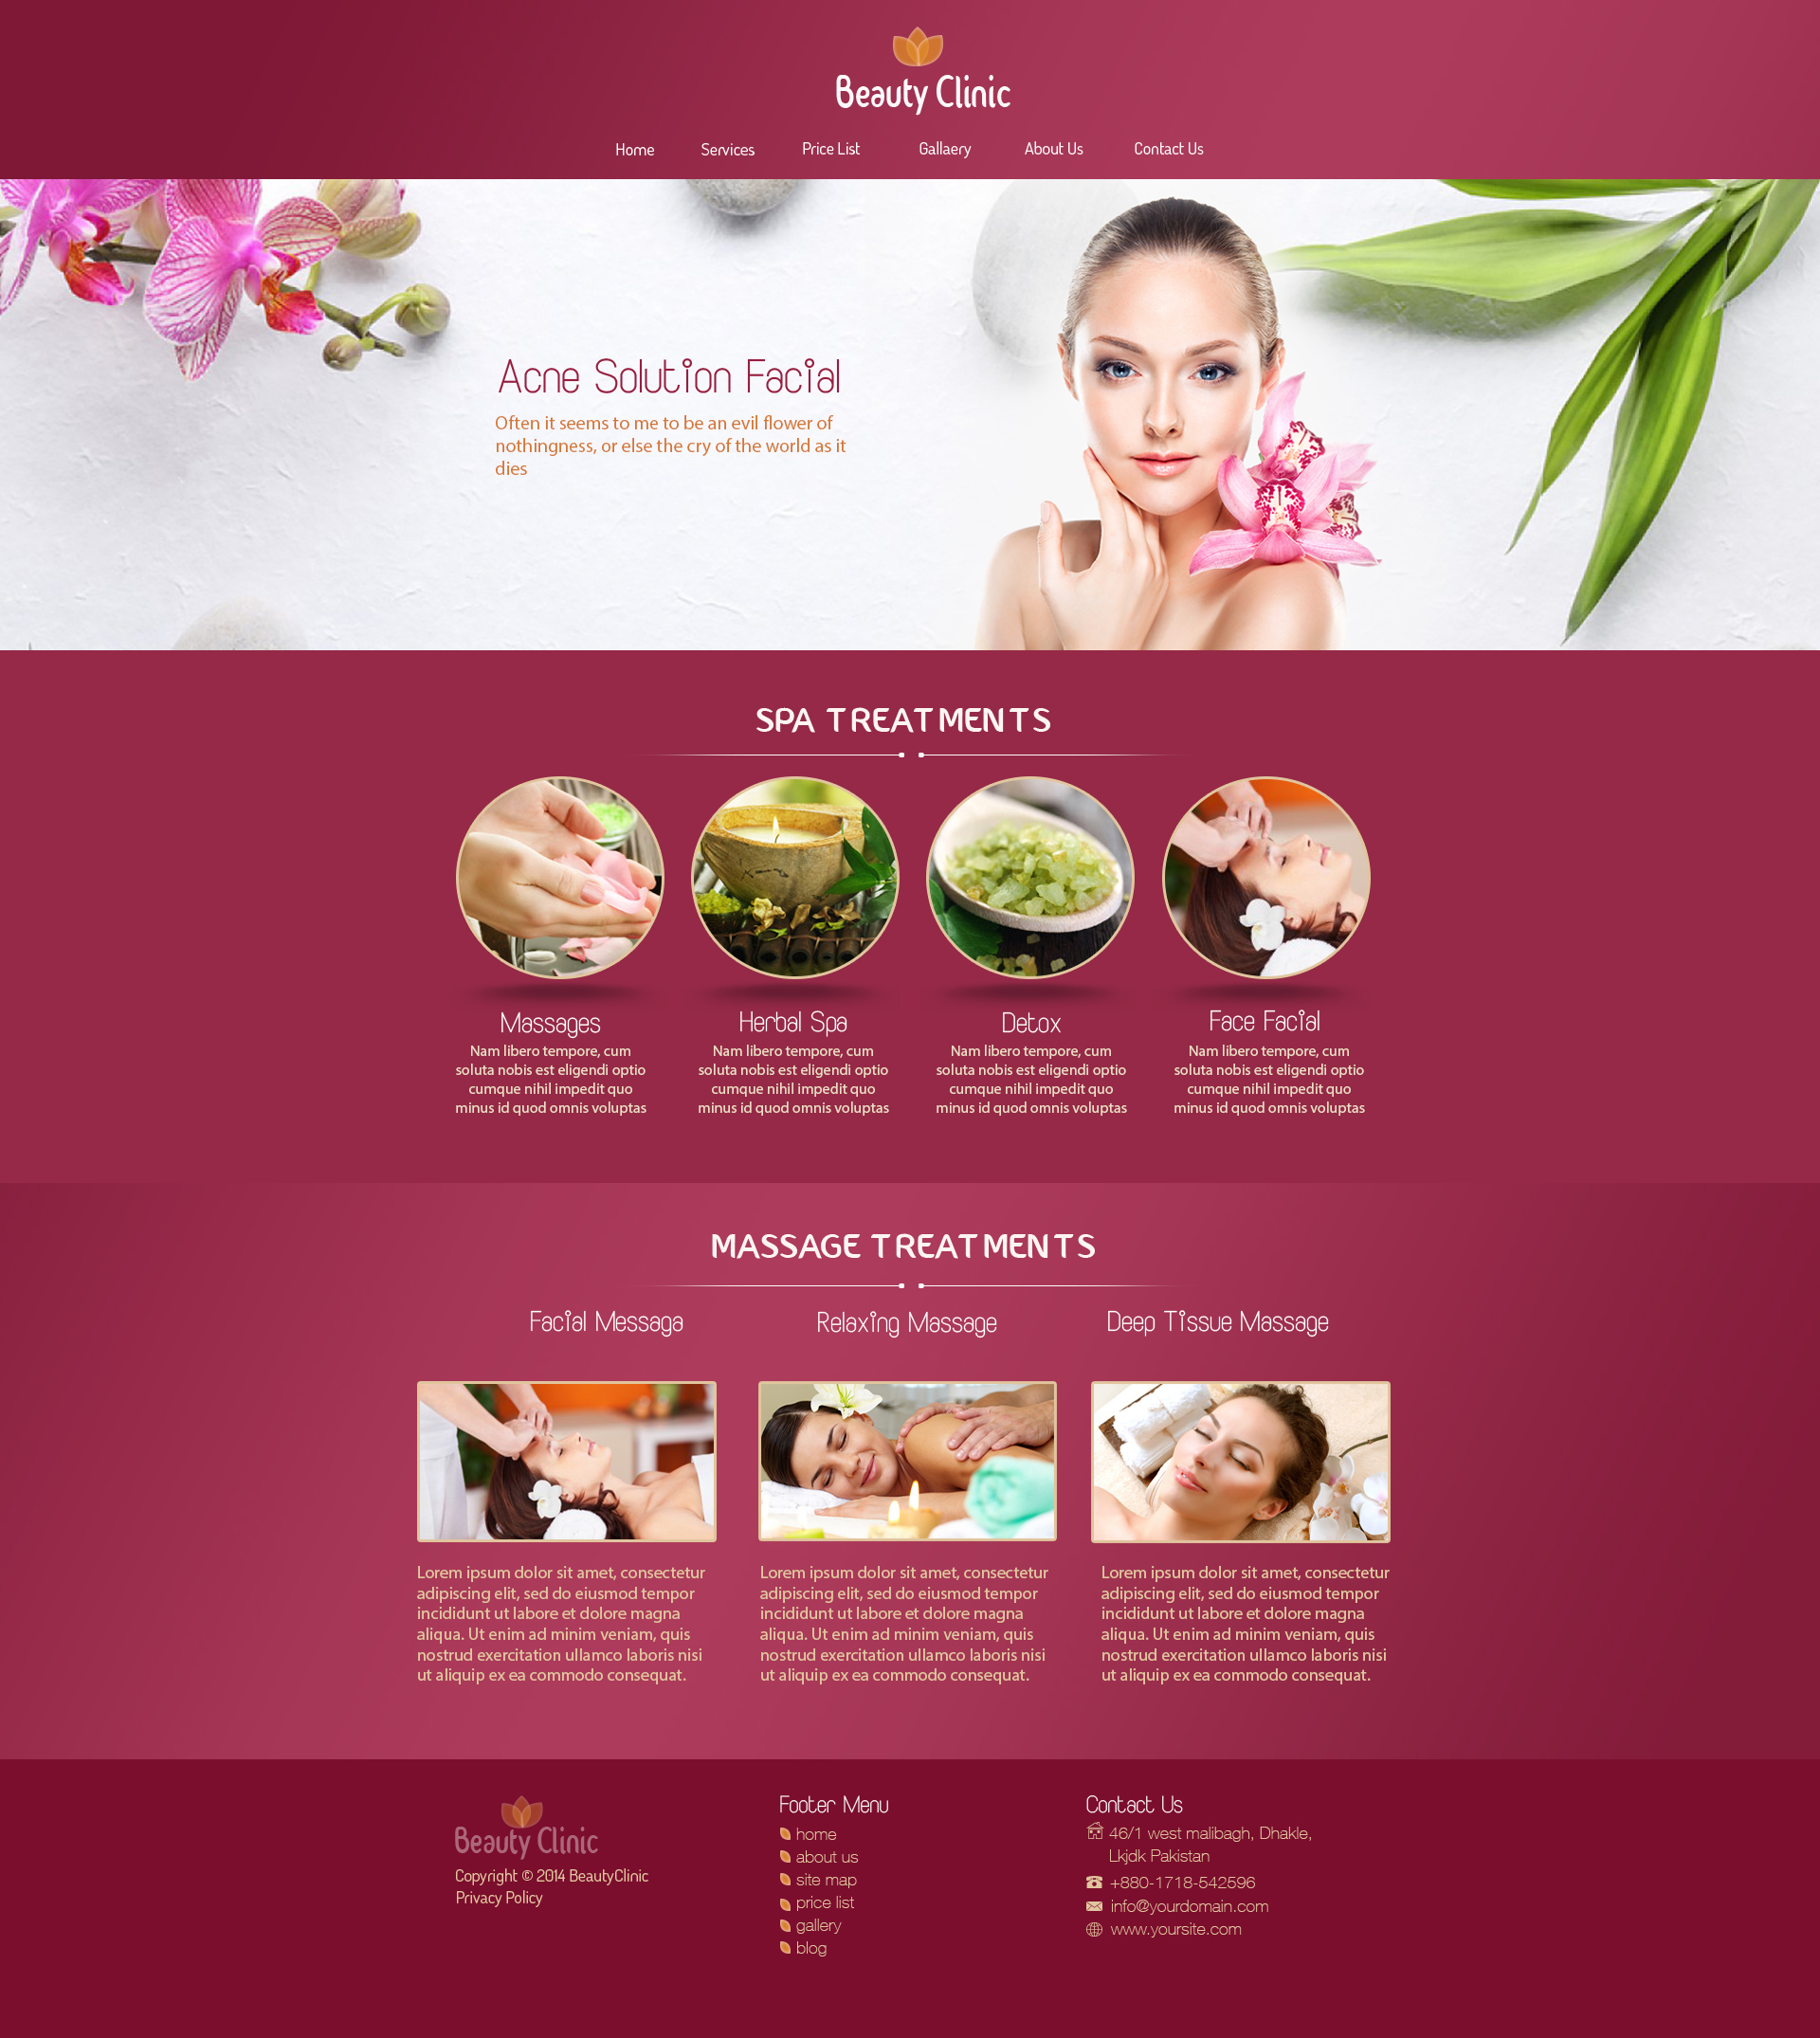 Beauty Clinic
Home Services Price List Gallaery About Us Contact Us
Acne Solution Facial
Often it seems to me to be an evil flower of
nothingness, or else the cry of the world as it
dies
SPA TREATMENTS
Massages
Nam libero tempore, cum
soluta nobis est eligendi optio
cumque nihil impedit quo
minus id quod omnis voluptas
Herbal Spa
Nam libero tempore, cum
soluta nobis est eligendi optio
cumque nihil impedit quo
minus id quod omnis voluptas
Detox
Nam libero tempore, cum
soluta nobis est eligendi optio
cumque nihil impedit quo
minus id quod omnis voluptas
Face Facial
Nam libero tempore, cum
soluta nobis est eligendi optio
cumque nihil impedit quo
minus id quod omnis voluptas
MASSAGE TREATMENTS
Facial Messaga
Lorem ipsum dolor sit amet, consectetur
adipiscing elit, sed do eiusmod tempor
incididunt ut labore et dolore magna
aliqua. Ut enim ad minim veniam, quis
nostrud exercitation ullamco laboris nisi
ut aliquip ex ea commodo consequat.
Relaxing Massage
Lorem ipsum dolor sit amet, consectetur
adipiscing elit, sed do eiusmod tempor
incididunt ut labore et dolore magna
aliqua. Ut enim ad minim veniam, quis
nostrud exercitation ullamco laboris nisi
ut aliquip ex ea commodo consequat.
Deep Tissue Massage
Lorem ipsum dolor sit amet, consectetur
adipiscing elit, sed do eiusmod tempor
incididunt ut labore et dolore magna
aliqua. Ut enim ad minim veniam, quis
nostrud exercitation ullamco laboris nisi
ut aliquip ex ea commodo consequat.
Beauty Clinic
Copyright © 2014 BeautyClinic
Privacy Policy
Footer Menu
home
about us
site map
price list
gallery
blog
Contact Us
46/1 west malibagh, Dhakle,
Lkjdk Pakistan
+880-1718-542596
info@yourdomain.com
www.yoursite.com